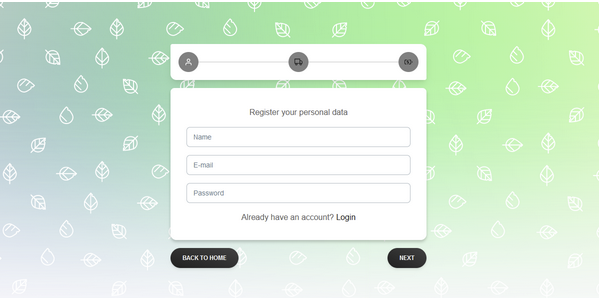 Register your personal data
Name
E-mail
Password
Already have an account? Login
BACK TO HOME
NEXT